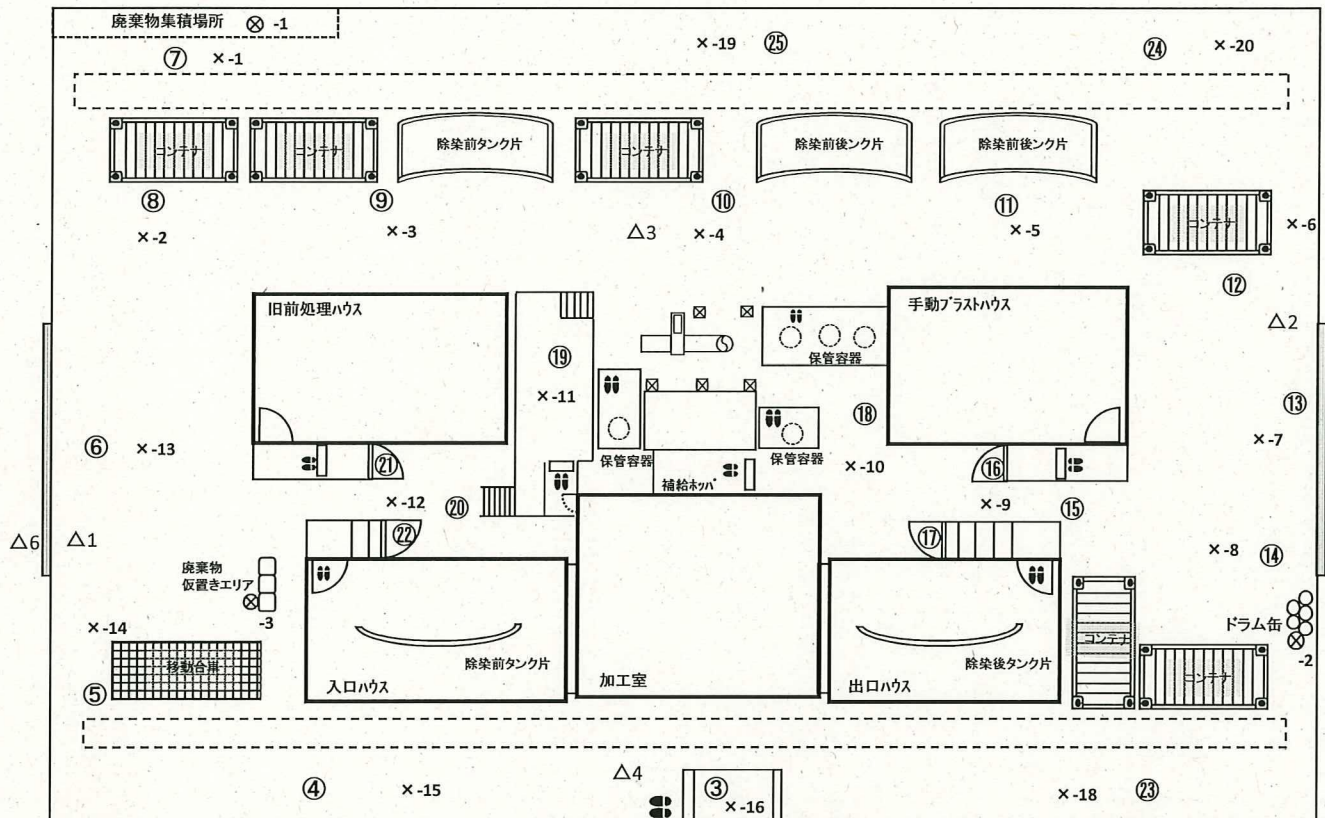 廃棄物集積場所 ⊗ -1
⑦ ×-1
×-19 ㉕
㉔ ×-20
コンテナ
コンテナ
除染前タンク片
コンテナ
除染前後ンク片
除染前後ンク片
⑧
⑨
⑩
⑪
コンテナ
×-6
×-2
×-3
△3 ×-4
×-5
⑫
旧前処理ハウス
手動ブラストハウス
△2
⑲
保管容器
×-11
⑱
⑬
⑥ ×-13
×-7
㉑
保管容器
保管容器
×-10
⑯
補給ホッパ
×-12
⑳
×-9
⑮
△6 △1
㉒
⑰
×-8 ⑭
廃棄物
仮置きエリア
⊗
-3
ドラム缶
⊗
-2
×-14
移動台車
⑤
除染前タンク片
入口ハウス
加工室
除染後タンク片
出口ハウス
コンテナ
コンテナ
④ ×-15
△4
③
×-16
×-18 ㉓